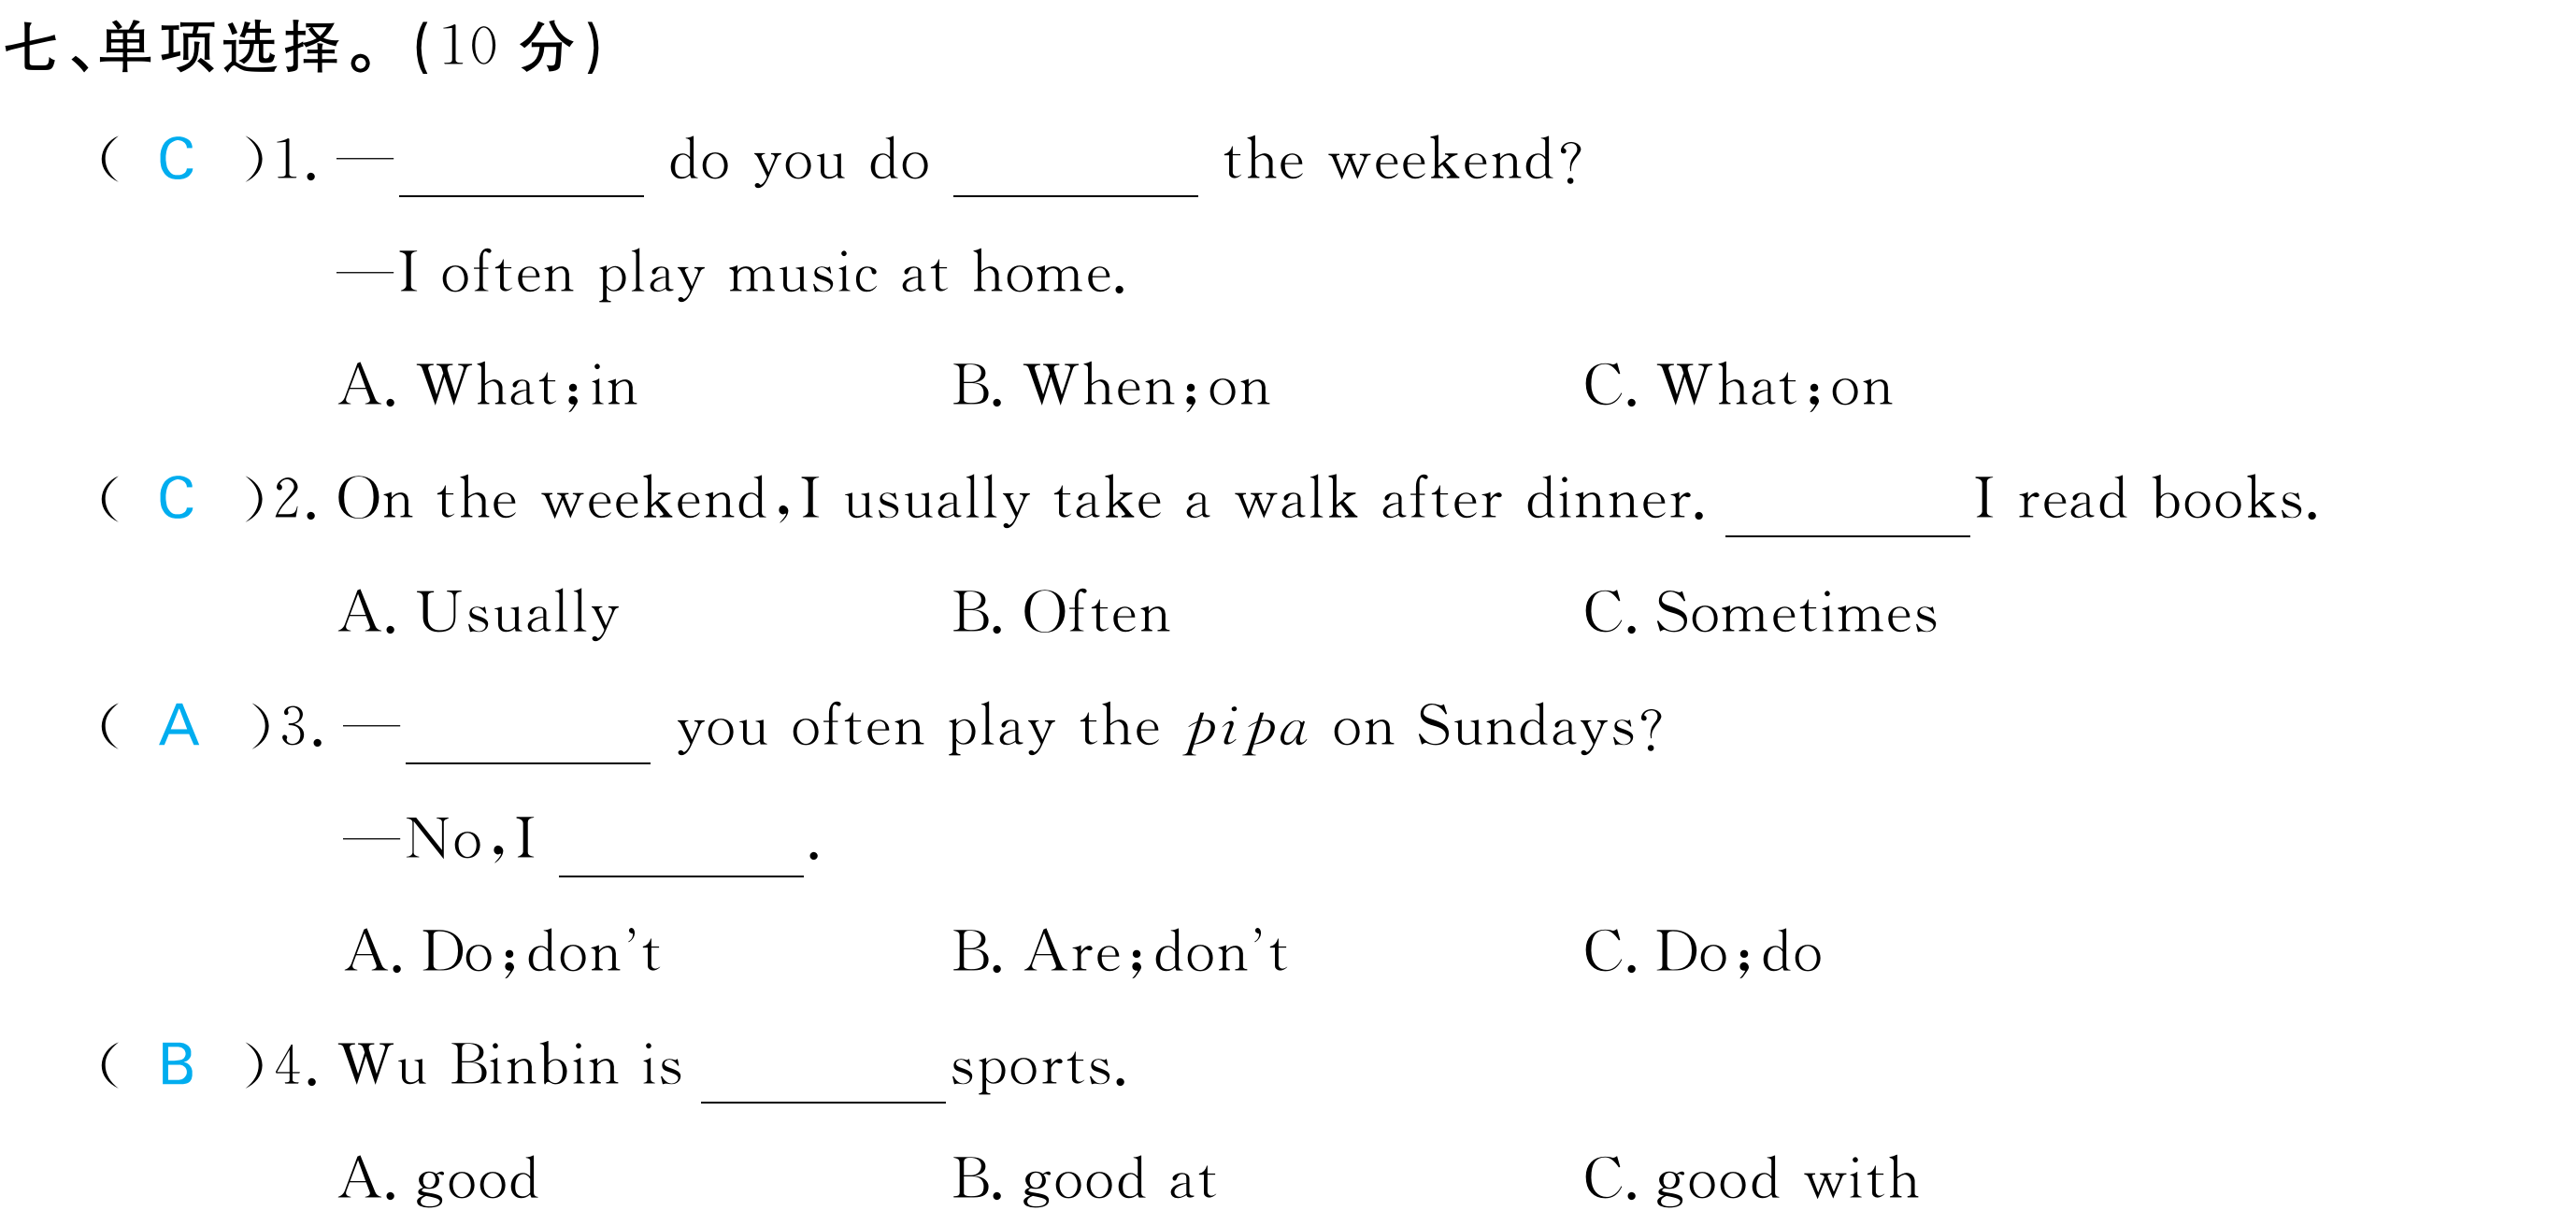 七、单项选择。(10 分)
( C )1. —________ do you do ________ the weekend?
—I often play music at home.
A. What;in B. When;on C. What;on
( C )2. On the weekend,I usually take a walk after dinner. ________I read books.
A. Usually B. Often C. Sometimes
( A )3. —________ you often play the pipa on Sundays?
—No,I ________.
A. Do;don't B. Are;don't C. Do;do
( B )4. Wu Binbin is ________sports.
A. good B. good at C. good with